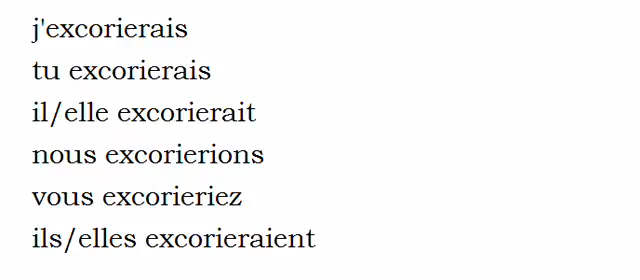 j'excorierais
tu excorierais
il/elle excorierait
nous excorierions
vous excorieriez
ils/elles excorieraient